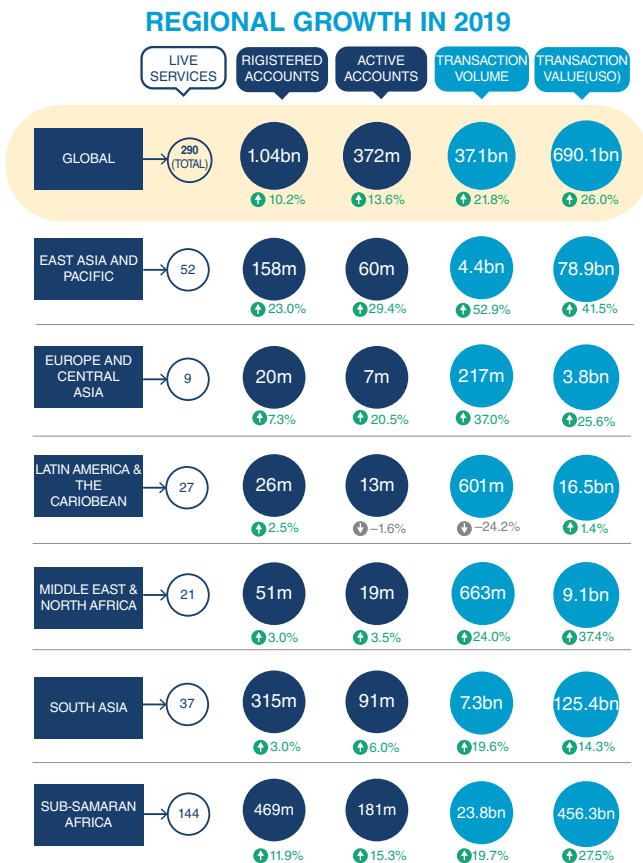 REGIONAL GROWTH IN 2019
LIVE
SERVICES
RIGISTERED
ACCOUNTS
ACTIVE
ACCOUNTS
TRANSACTION
VOLUME
TRANSACTION
VALUE(USO)
GLOBAL
290
(TOTAL)
1.04bn
372m
37.1bn
690.1bn
10.2%
13.6%
21.8%
26.0%
EAST ASIA AND
PACIFIC
52
158m
60m
4.4bn
78.9bn
23.0%
29.4%
52.9%
41.5%
EUROPE AND
CENTRAL
ASIA
9
20m
7m
217m
3.8bn
7.3%
20.5%
37.0%
25.6%
LATIN AMERICA &
THE
CARIOBEAN
27
26m
13m
601m
16.5bn
2.5%
–1.6%
–24.2%
1.4%
MIDDLE EAST &
NORTH AFRICA
21
51m
19m
663m
9.1bn
3.0%
3.5%
24.0%
37.4%
SOUTH ASIA
37
315m
91m
7.3bn
125.4bn
3.0%
6.0%
19.6%
14.3%
SUB-SAMARAN
AFRICA
144
469m
181m
23.8bn
456.3bn
11.9%
15.3%
19.7%
27.5%